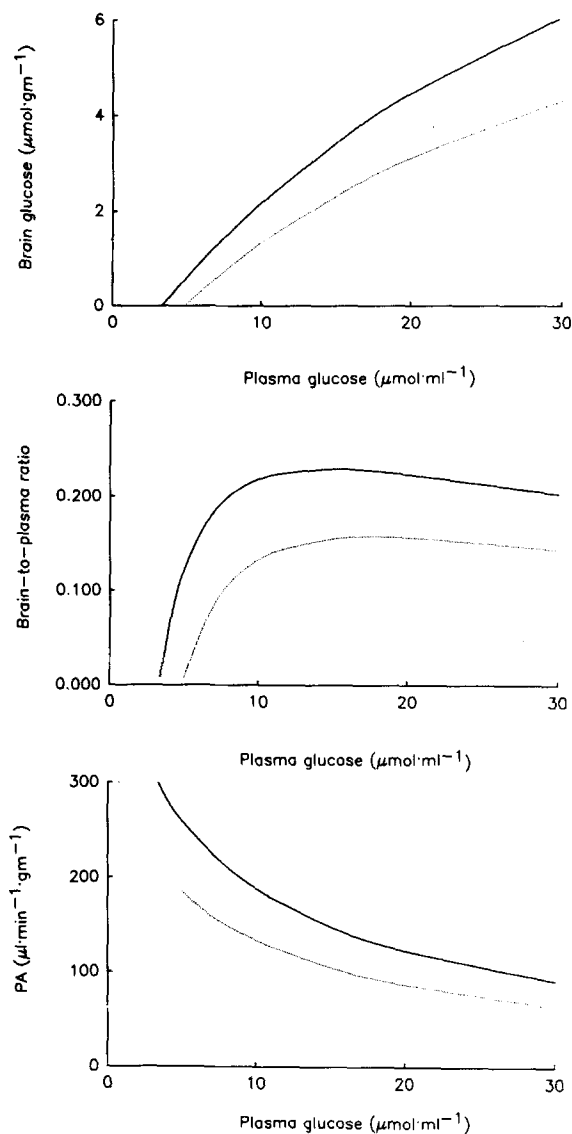 6
4
2
0
Brain glucose (μmol·gm⁻¹)
0 10 20 30
Plasma glucose (μmol·ml⁻¹)
0.300
0.200
0.100
0.000
Brain-to-plasma ratio
0 10 20 30
Plasma glucose (μmol·ml⁻¹)
300
200
100
0
PA (μl·min⁻¹·gm⁻¹)
0 10 20 30
Plasma glucose (μmol·ml⁻¹)